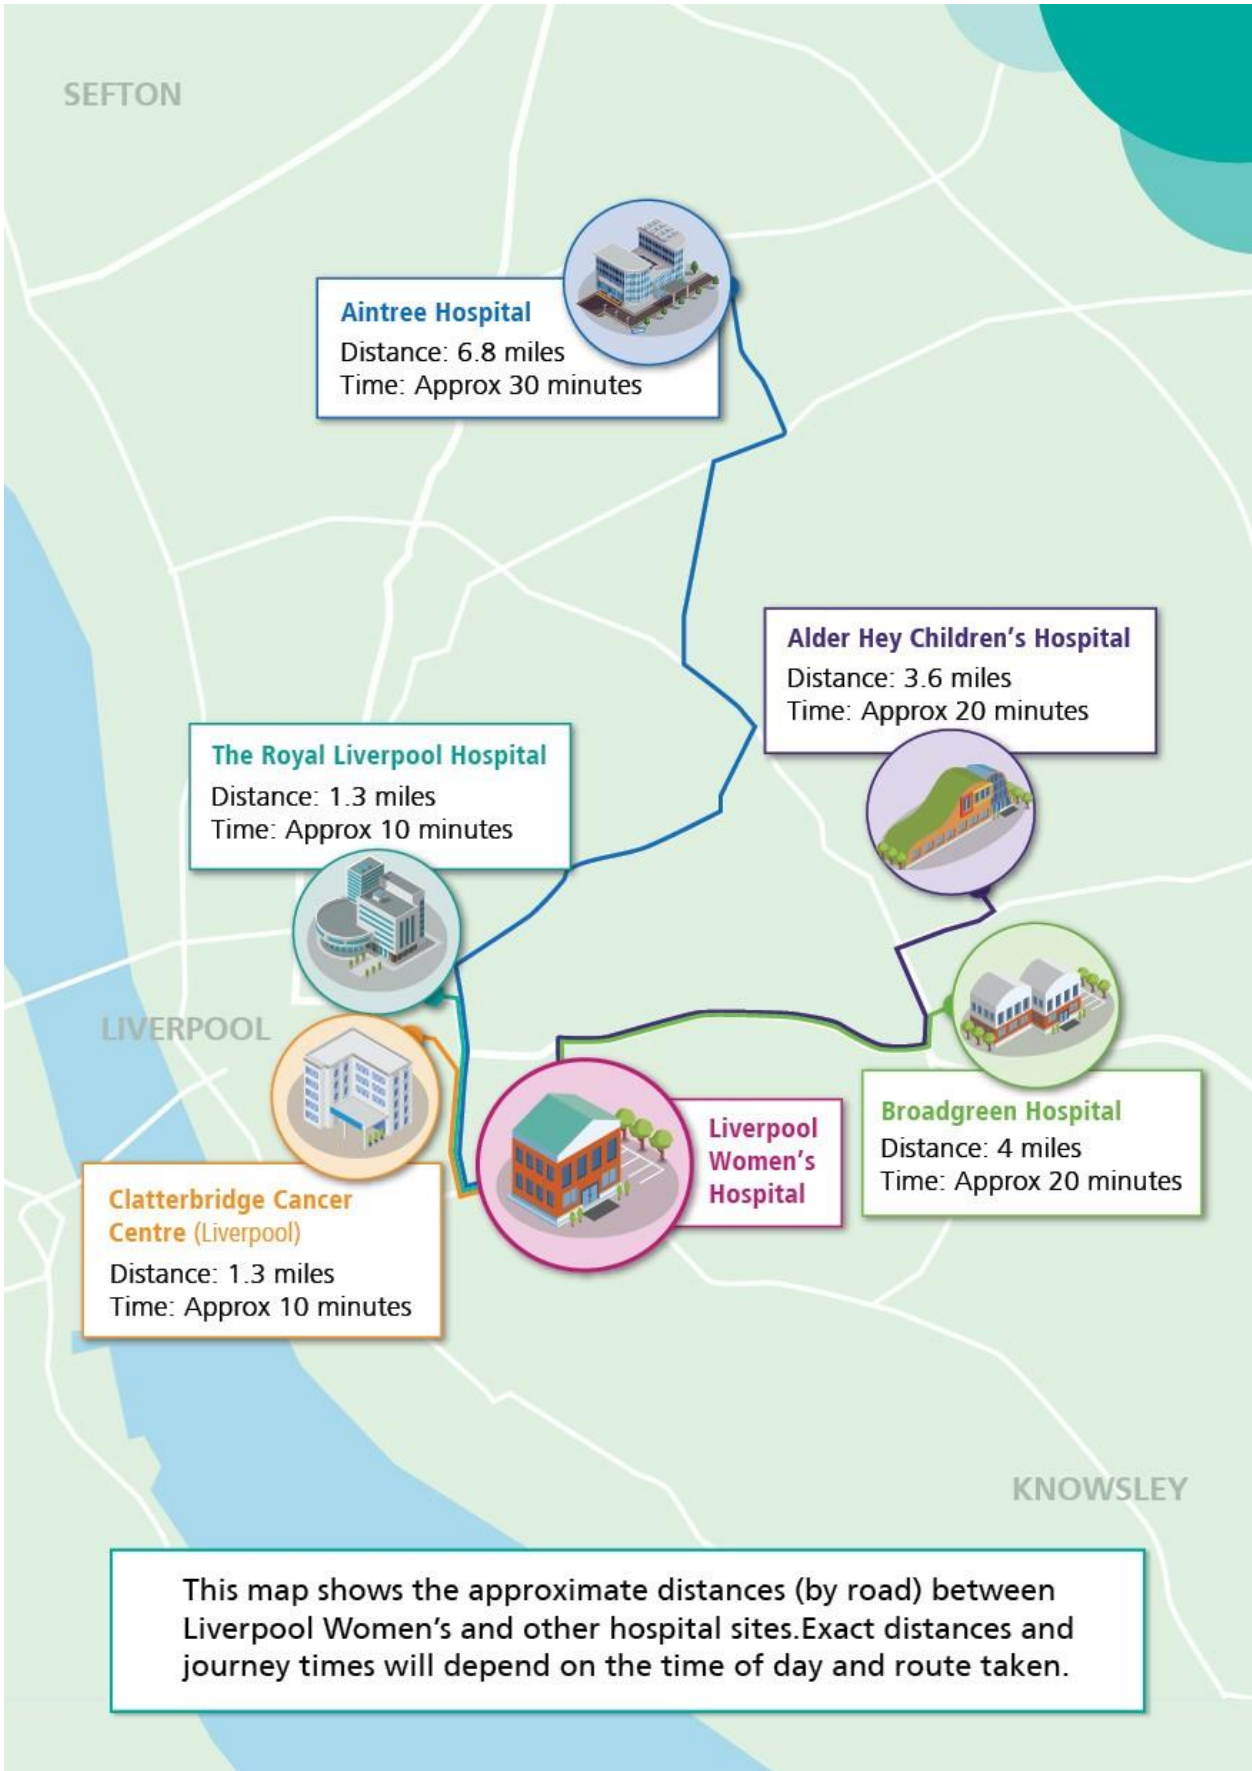 SEFTON
Aintree Hospital
Distance: 6.8 miles
Time: Approx 30 minutes
Alder Hey Children's Hospital
Distance: 3.6 miles
Time: Approx 20 minutes
The Royal Liverpool Hospital
Distance: 1.3 miles
Time: Approx 10 minutes
LIVERPOOL
Liverpool
Women's
Hospital
Broadgreen Hospital
Distance: 4 miles
Time: Approx 20 minutes
Clatterbridge Cancer
Centre (Liverpool)
Distance: 1.3 miles
Time: Approx 10 minutes
KNOWSLEY
This map shows the approximate distances (by road) between
Liverpool Women's and other hospital sites.Exact distances and
journey times will depend on the time of day and route taken.